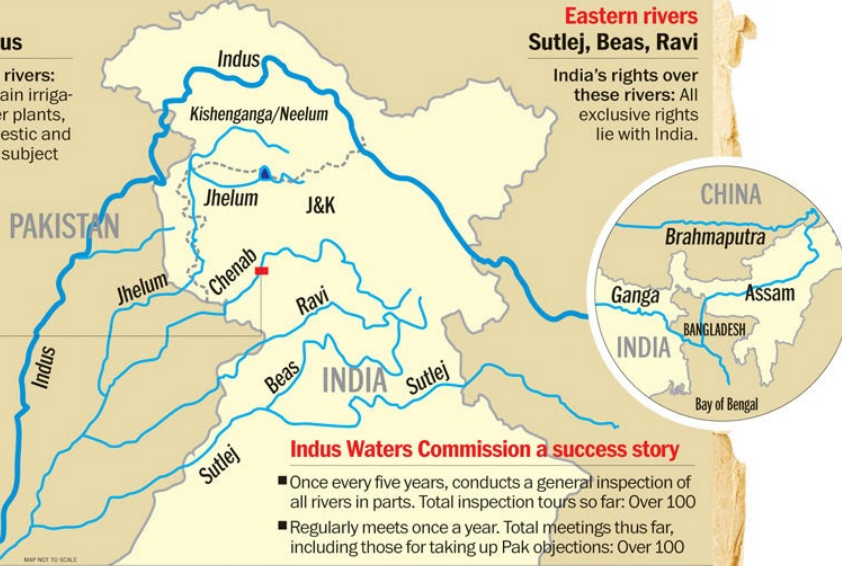 us
rivers:
ain irriga-
er plants,
estic and
subject
Eastern rivers
Sutlej, Beas, Ravi
India's rights over
these rivers: All
exclusive rights
lie with India.
Indus
Kishenganga/Neelum
Jhelum
J&K
PAKISTAN
Chenab
Jhelum
Ravi
Indus
Beas
INDIA
Sutlej
Sutlej
CHINA
Brahmaputra
Ganga
Assam
BANGLADESH
INDIA
Bay of Bengal
Indus Waters Commission a success story
■ Once every five years, conducts a general inspection of
all rivers in parts. Total inspection tours so far: Over 100
■ Regularly meets once a year. Total meetings thus far,
including those for taking up Pak objections: Over 100
MAP NOT TO SCALE